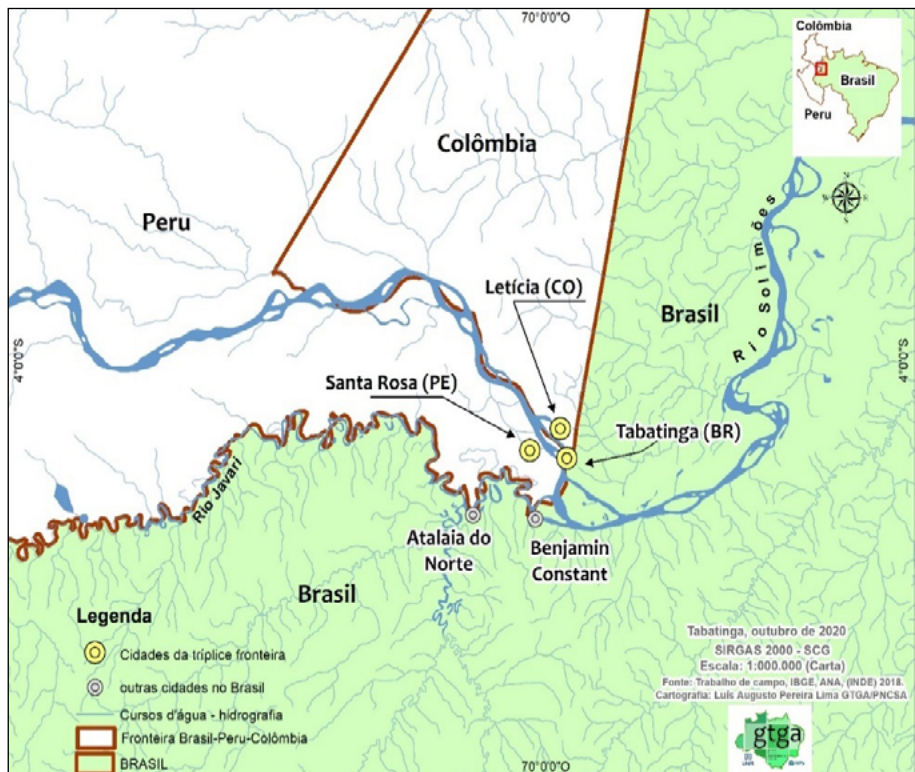 70°0'0"O
Colômbia
Brasil
Peru
Colômbia
Peru
N
Rio Solimões
Letícia (CO)
Brasil
4°0'0"S
4°0'0"S
Santa Rosa (PE)
Tabatinga (BR)
Rio Javari
Atalaia do
Norte
Benjamin
Constant
Brasil
Legenda
Cidades da tríplice fronteira
outras cidades no Brasil
Cursos d'água - hidrografia
Fronteira Brasil-Peru-Colômbia
BRASIL
Tabatinga, outubro de 2020
SIRGAS 2000 - SCG
Escala: 1:000.000 (Carta)
Fonte: Trabalho de campo, IBGE, ANA, (INDE) 2018.
Cartografia: Luís Augusto Pereira Lima GTGA/PNCSA
gtga
70°0'0"O